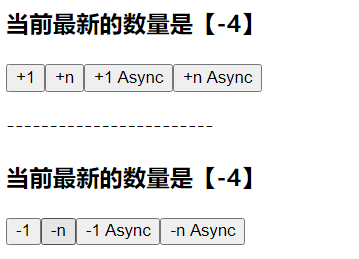 当前最新的数量是【-4】
+1 +n +1 Async +n Async
------------------------
当前最新的数量是【-4】
-1 -n -1 Async -n Async